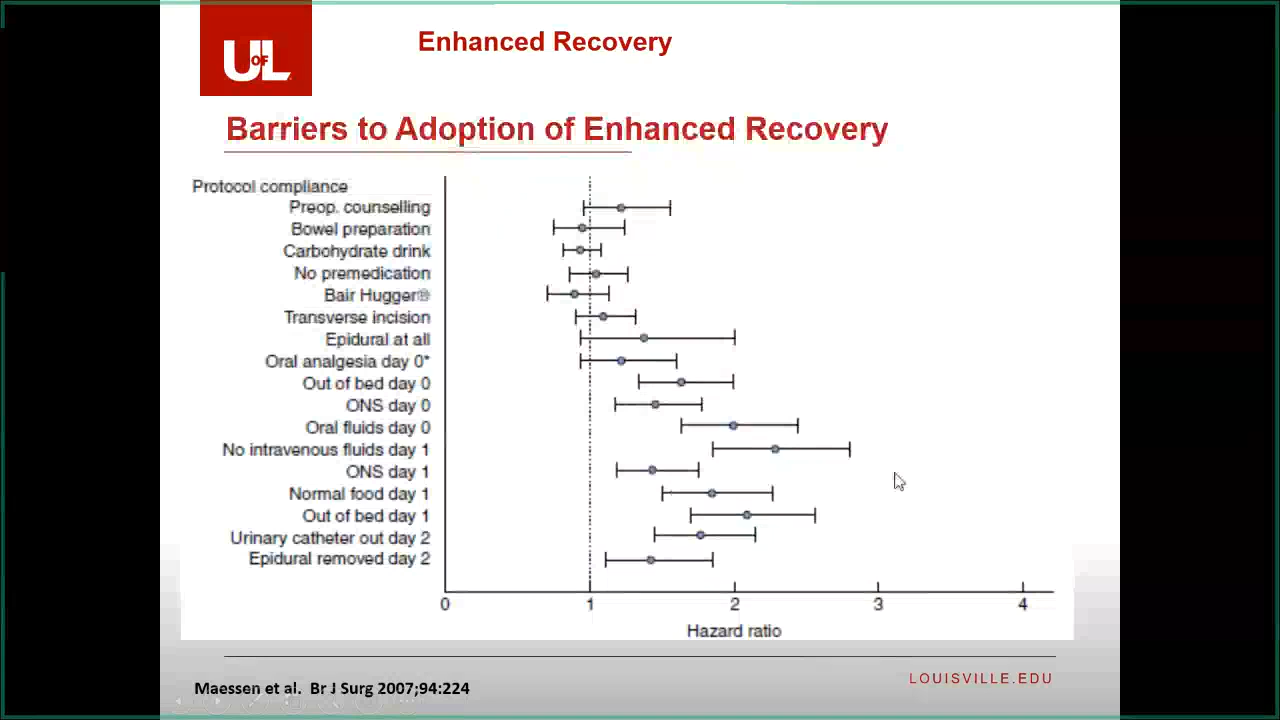 UOFL
Enhanced Recovery
Barriers to Adoption of Enhanced Recovery
Protocol compliance
Preop. counselling
Bowel preparation
Carbohydrate drink
No premedication
Bair Hugger®
Transverse incision
Epidural at all
Oral analgesia day 0*
Out of bed day 0
ONS day 0
Oral fluids day 0
No intravenous fluids day 1
ONS day 1
Normal food day 1
Out of bed day 1
Urinary catheter out day 2
Epidural removed day 2
0 1 2 3 4
Hazard ratio
Maessen et al. Br J Surg 2007;94:224
LOUISVILLE.EDU